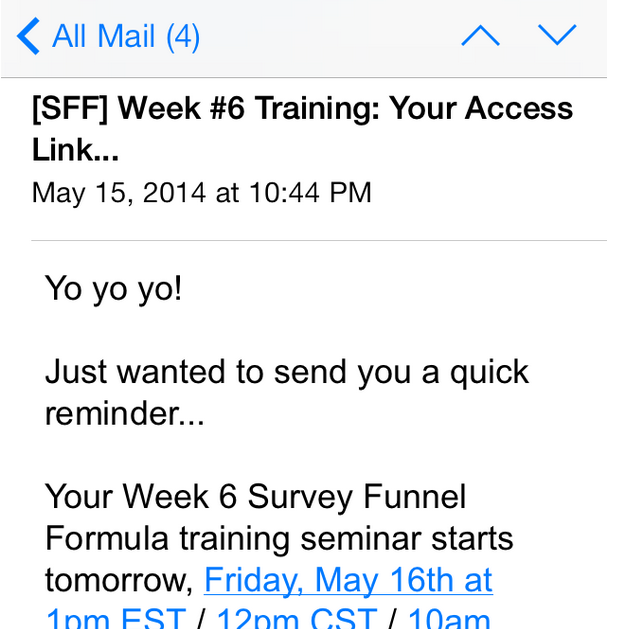 All Mail (4)
[SFF] Week #6 Training: Your Access
Link...
May 15, 2014 at 10:44 PM
Yo yo yo!
Just wanted to send you a quick
reminder...
Your Week 6 Survey Funnel
Formula training seminar starts
tomorrow, Friday, May 16th at
1pm EST / 12pm CST / 10am